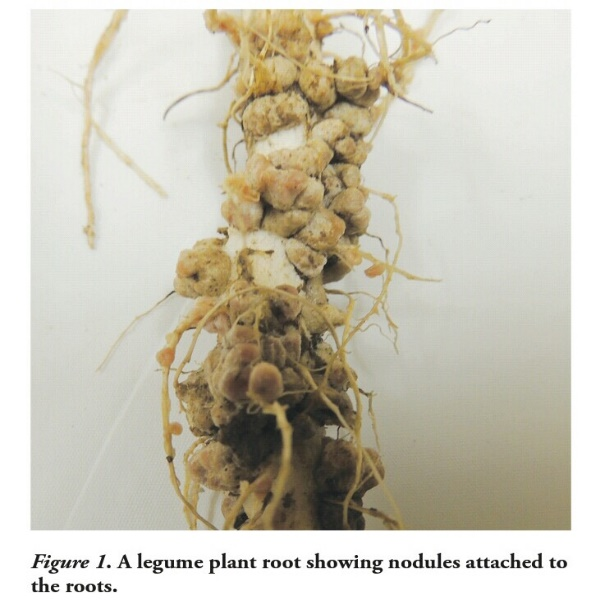 Figure 1. A legume plant root showing nodules attached to
the roots.